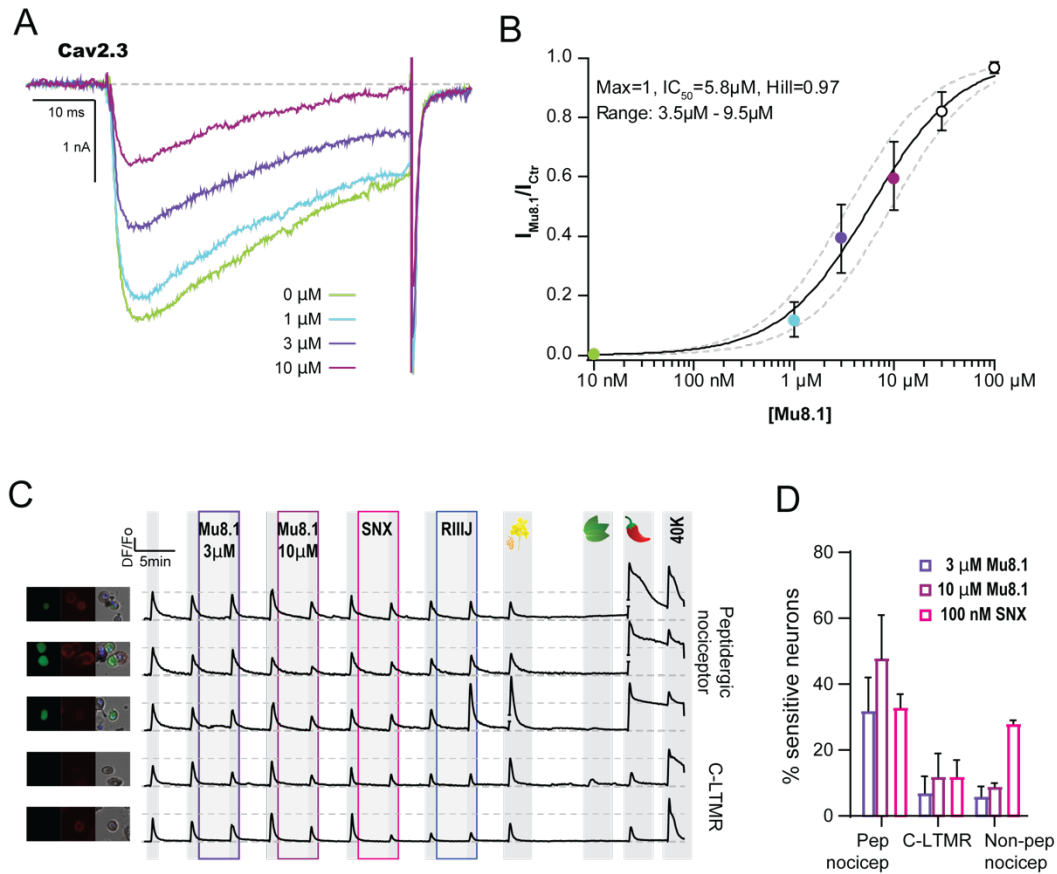 A
Cav2.3
10 ms
1 nA
0 µM
1 µM
3 µM
10 µM
B
1.0
0.8
0.6
0.4
0.2
0.0
I_Mu8.1/I_Ctr
Max=1, IC50=5.8µM, Hill=0.97
Range: 3.5µM - 9.5µM
10 nM 100 nM 1 µM 10 µM 100 µM
[Mu8.1]
C
DF/Fo
5min
Mu8.1
3µM
Mu8.1
10µM
SNX
RIIIJ
40K
Peptidergic
nociceptor
C-LTMR
D
% sensitive neurons
80
60
40
20
0
3 µM Mu8.1
10 µM Mu8.1
100 nM SNX
Pep
nocicep
C-LTMR
Non-pep
nocicep